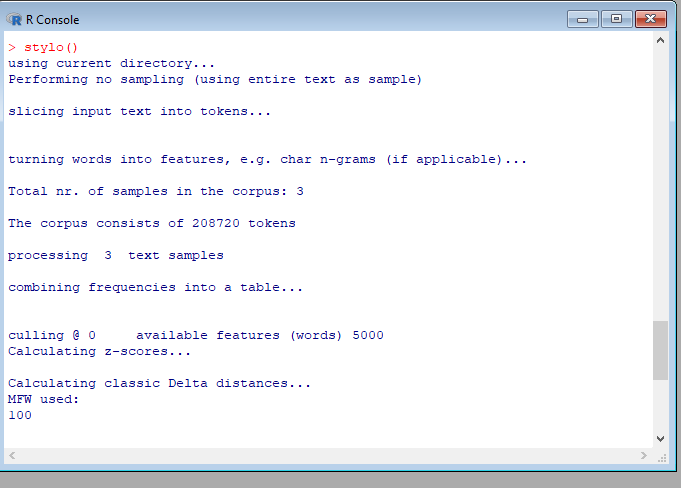 R Console
> stylo()
using current directory...
Performing no sampling (using entire text as sample)
slicing input text into tokens...
turning words into features, e.g. char n-grams (if applicable)...
Total nr. of samples in the corpus: 3
The corpus consists of 208720 tokens
processing  3  text samples
combining frequencies into a table...
culling @ 0     available features (words) 5000
Calculating z-scores...
Calculating classic Delta distances...
MFW used:
100